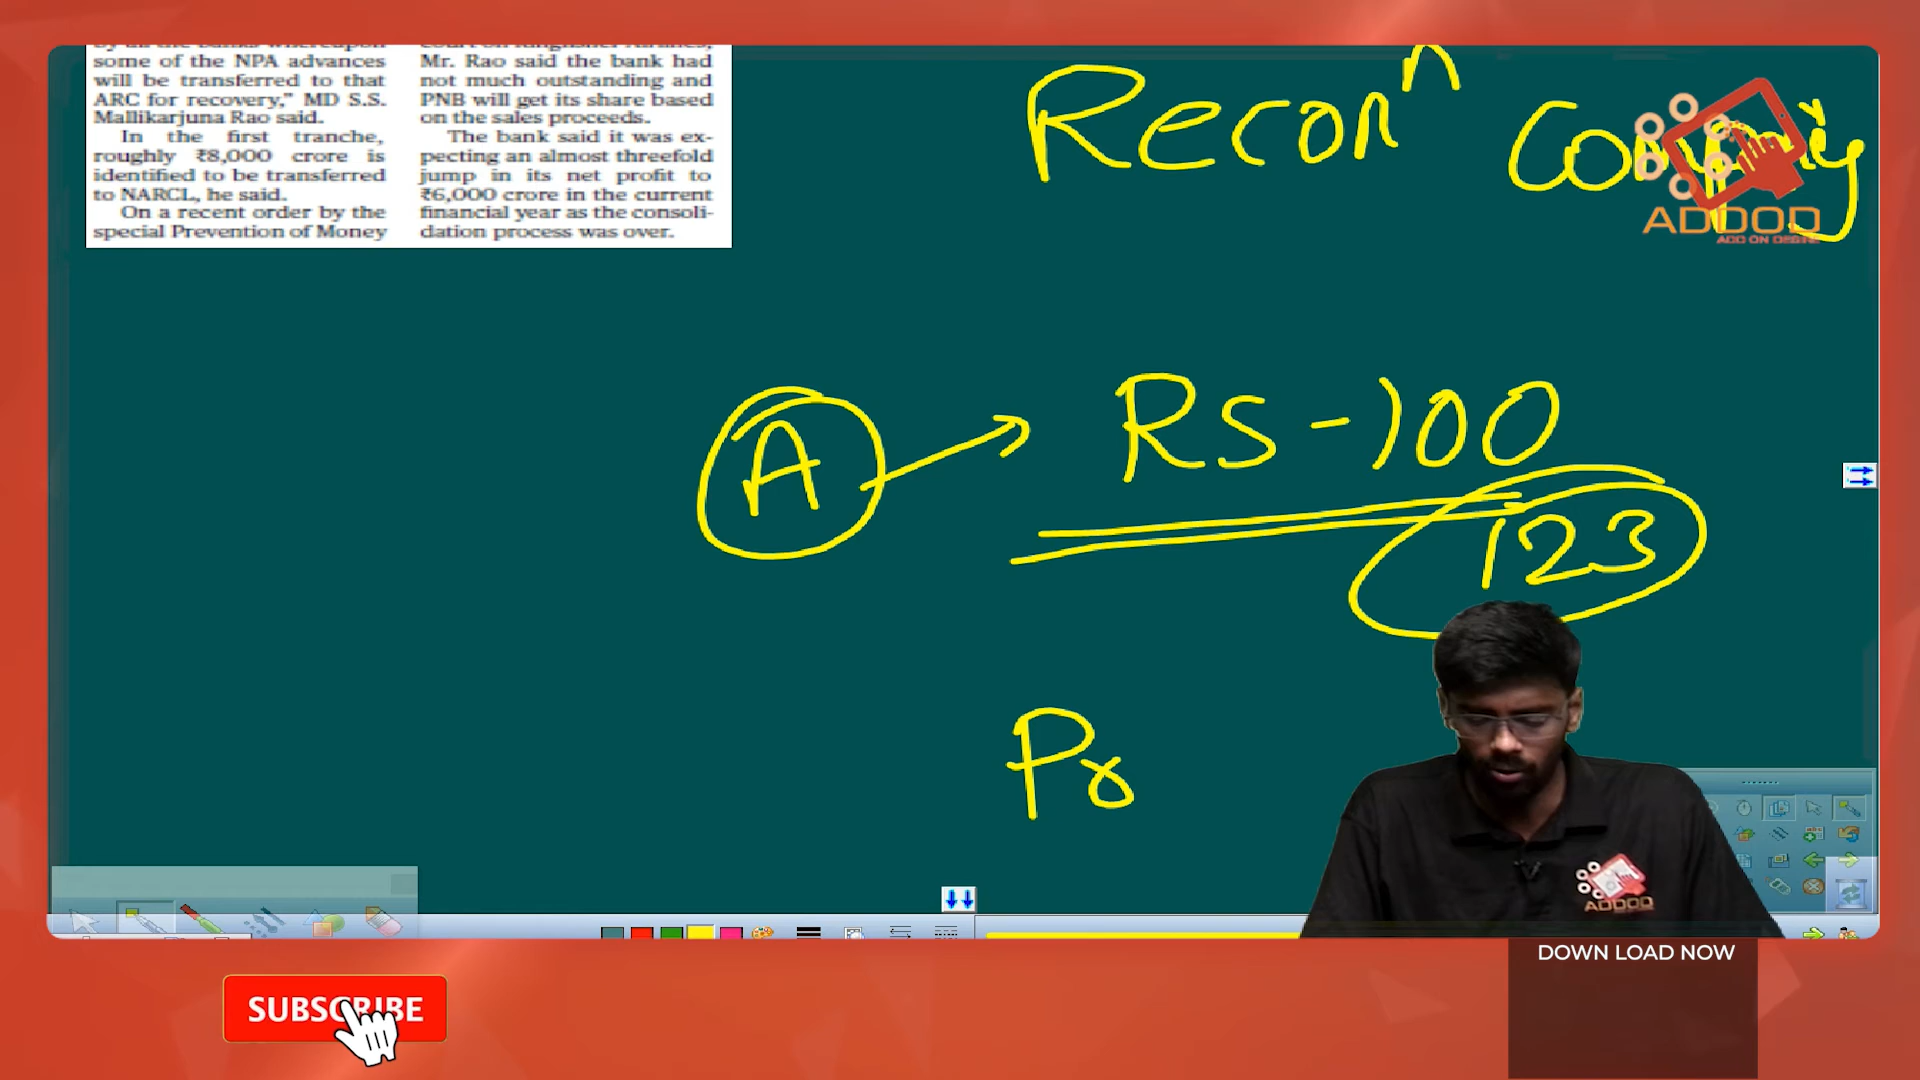 some of the NPA advances
will be transferred to that
ARC for recovery," MD S.S.
Mallikarjuna Rao said.
In the first tranche,
roughly ₹8,000 crore is
identified to be transferred
to NARCL, he said.
On a recent order by the
special Prevention of Money
Mr. Rao said the bank had
not much outstanding and
PNB will get its share based
on the sales proceeds.
The bank said it was ex-
pecting an almost threefold
jump in its net profit to
₹6,000 crore in the current
financial year as the consoli-
dation process was over.
Reconⁿ
ADDOD
ADD ON DESIRE
A → RS-100
123
Pr
ADDOD
SUBSCRIBE
DOWN LOAD NOW